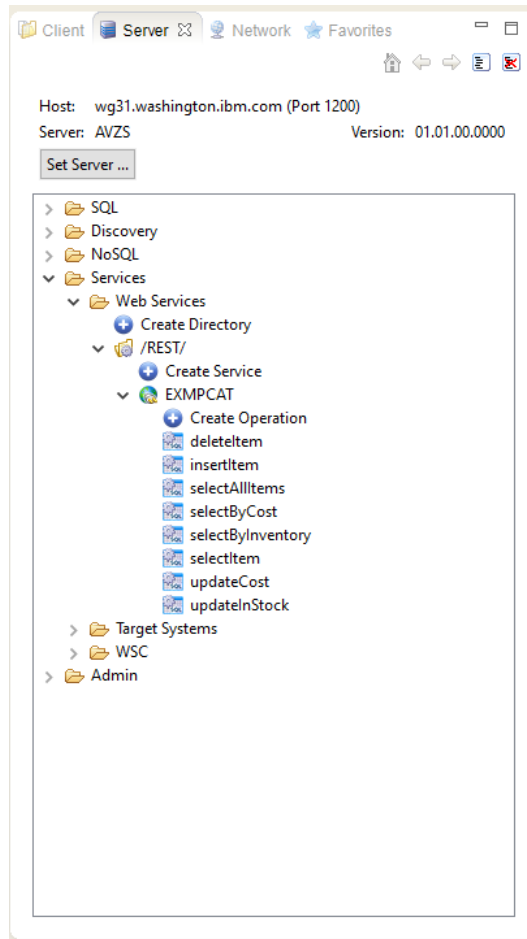 Client Server Network Favorites
Host: wg31.washington.ibm.com (Port 1200)
Server: AVZS Version: 01.01.00.0000
Set Server ...
SQL
Discovery
NoSQL
Services
Web Services
Create Directory
/REST/
Create Service
EXMPCAT
Create Operation
deleteItem
insertItem
selectAllItems
selectByCost
selectByInventory
selectItem
updateCost
updateInStock
Target Systems
WSC
Admin